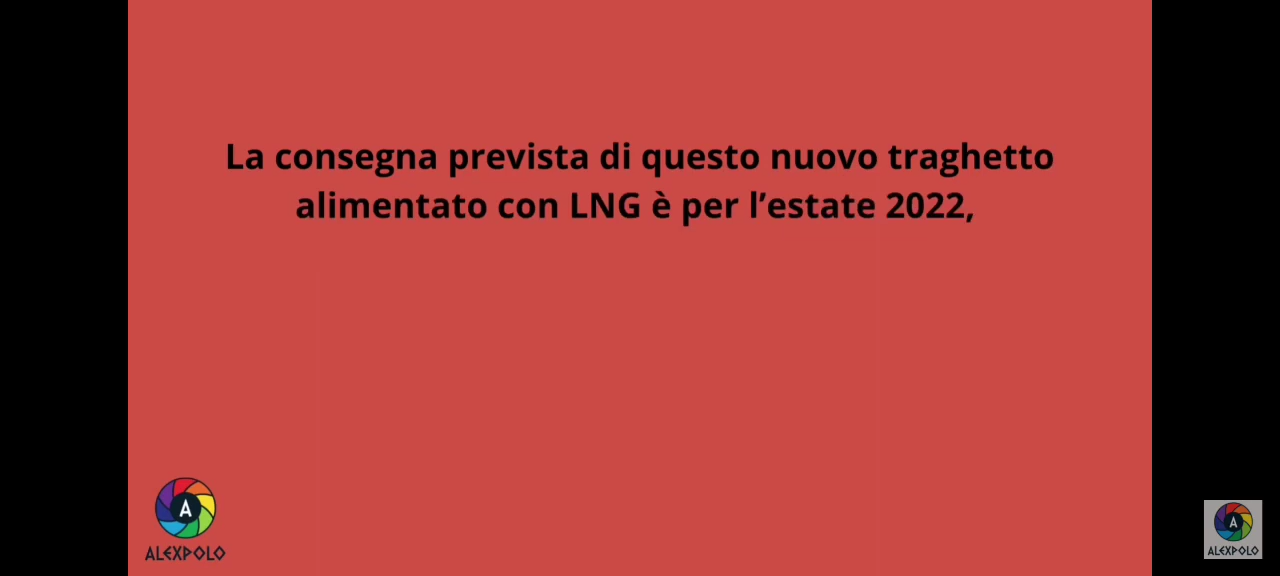 La consegna prevista di questo nuovo traghetto
alimentato con LNG è per l’estate 2022,
A
ALEXPOLO
A
ALEXPOLO